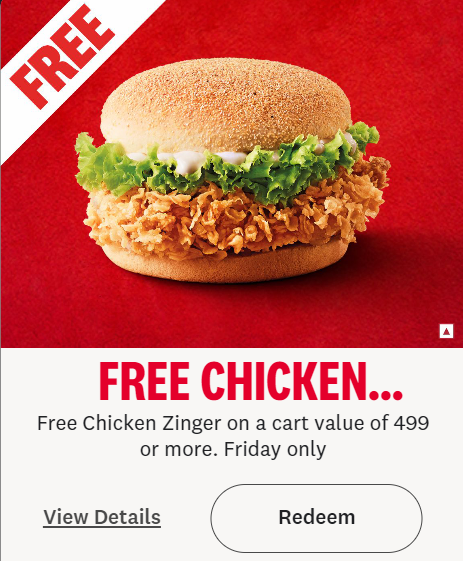 FREE
FREE CHICKEN...
Free Chicken Zinger on a cart value of 499
or more. Friday only
View Details
Redeem